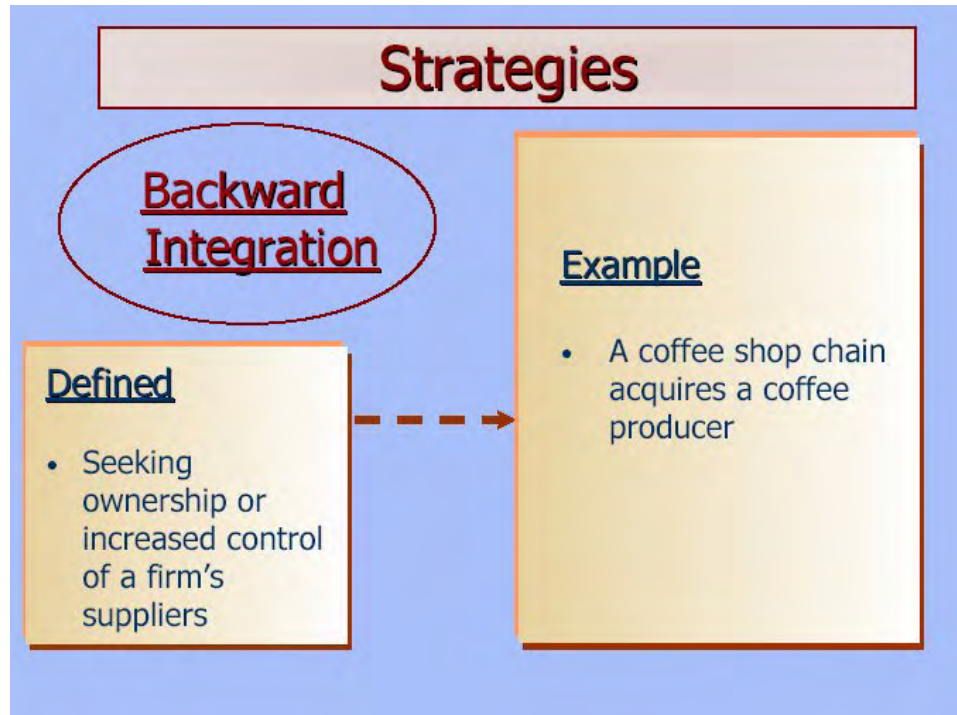 Strategies
Backward
Integration
Defined
• Seeking
ownership or
increased control
of a firm's
suppliers
Example
• A coffee shop chain
acquires a coffee
producer